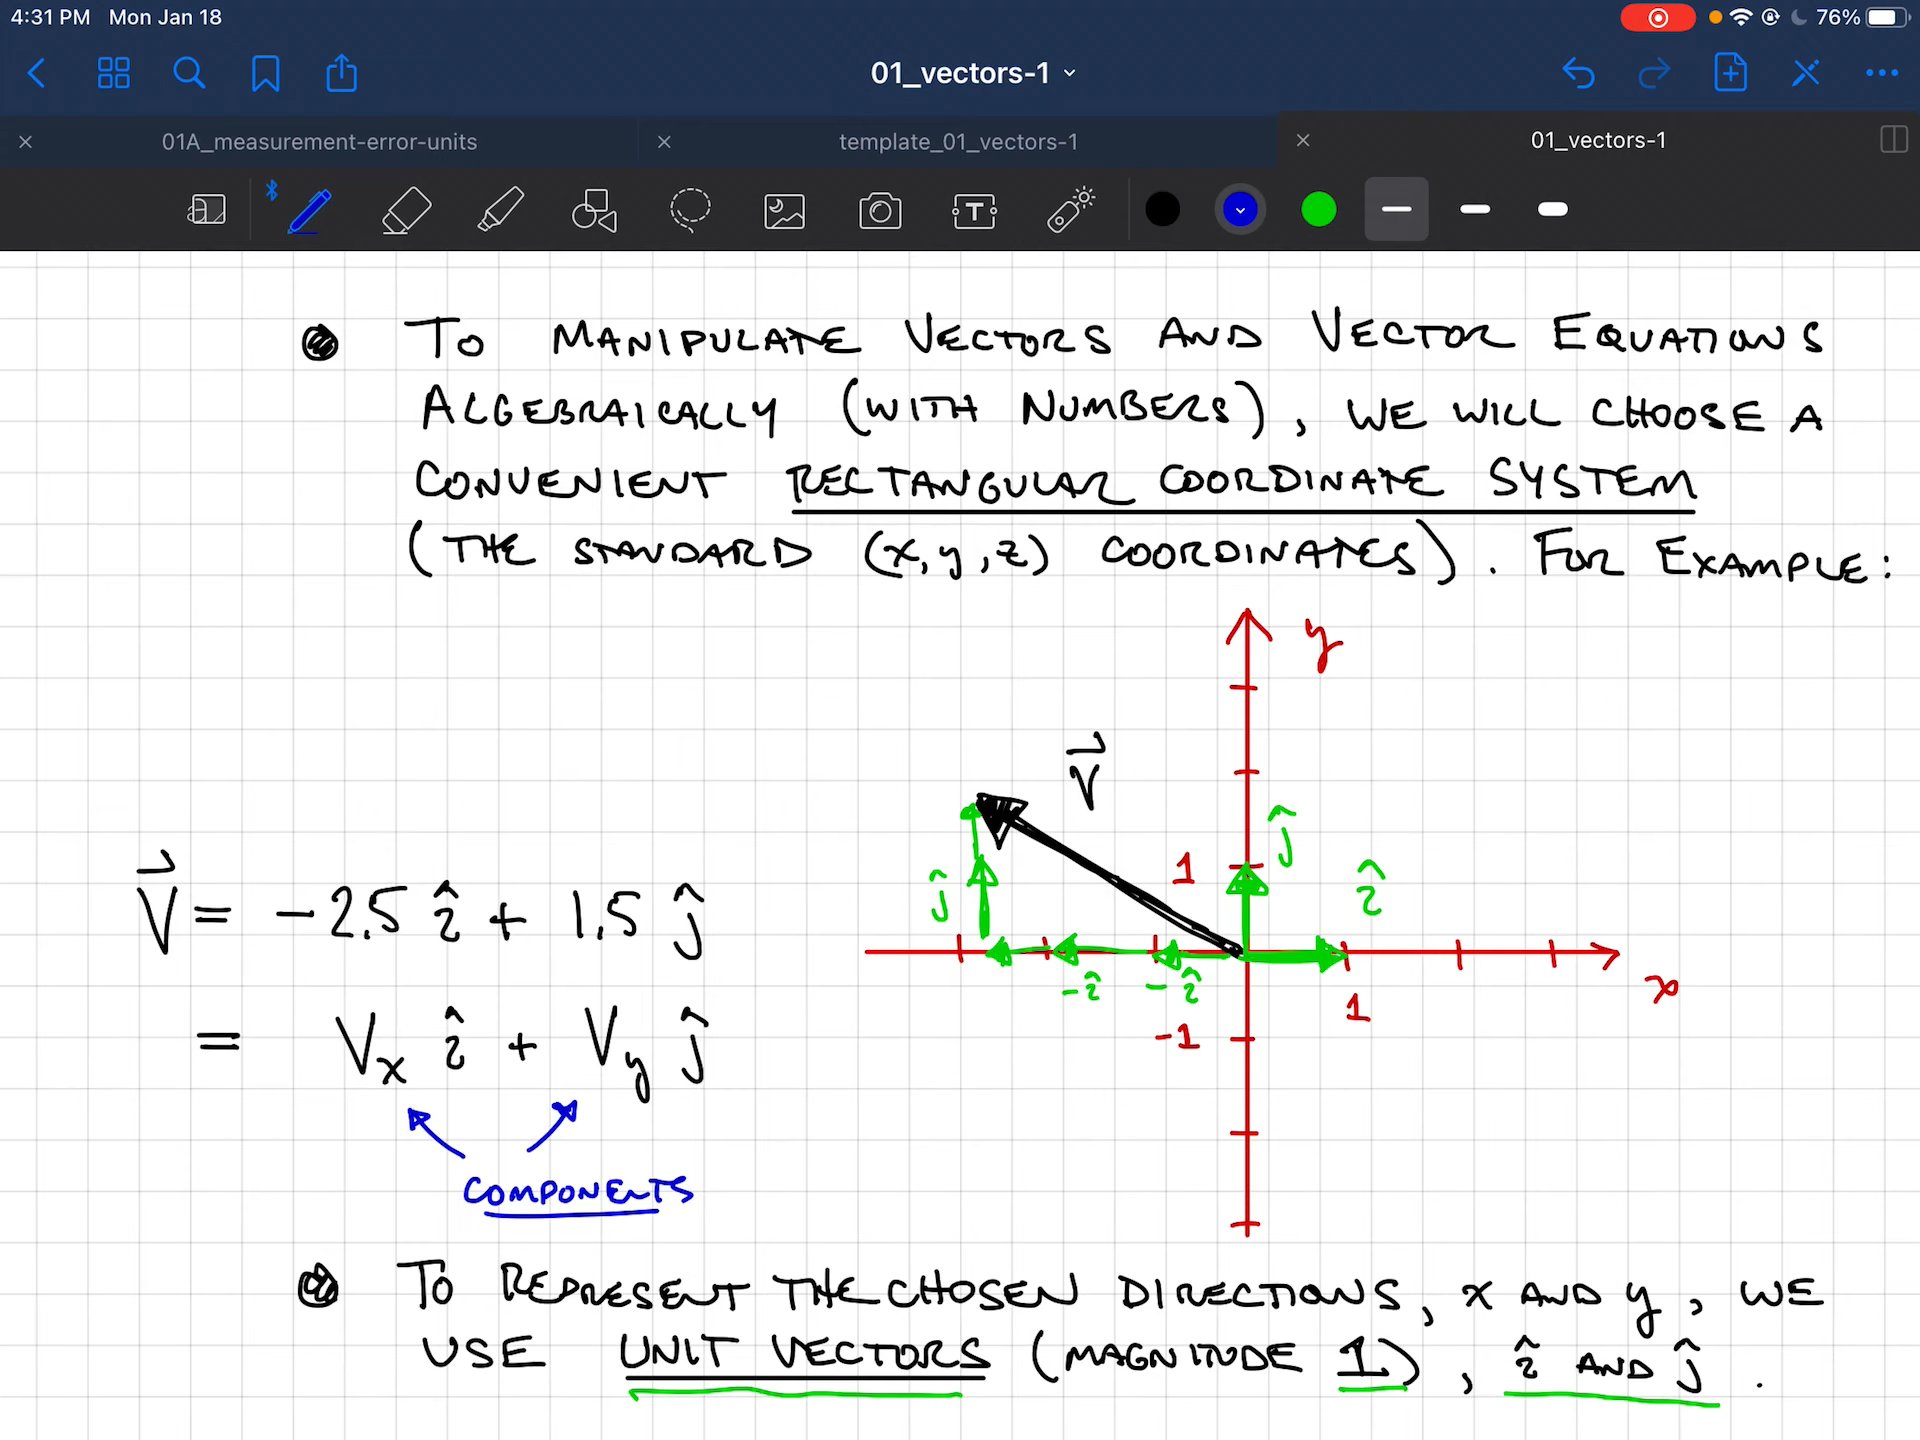 4:31 PM Mon Jan 18
76%
01_vectors-1
01A_measurement-error-units
template_01_vectors-1
01_vectors-1
T
TO MANIPULATE VECTORS AND VECTOR EQUATIONS
ALGEBRAICALLY (WITH NUMBERS), WE WILL CHOOSE A
CONVENIENT RECTANGULAR COORDINATE SYSTEM
(THE STANDARD (x,y,z) COORDINATES). FOR EXAMPLE:
y
V⃗
1
ĵ
î
ĵ
V⃗ = -2.5 î + 1.5 ĵ
-î -î
x
1
-1
= Vx î + Vy ĵ
COMPONENTS
TO REPRESENT THE CHOSEN DIRECTIONS, x AND y, WE
USE UNIT VECTORS (MAGNITUDE 1), î AND ĵ.